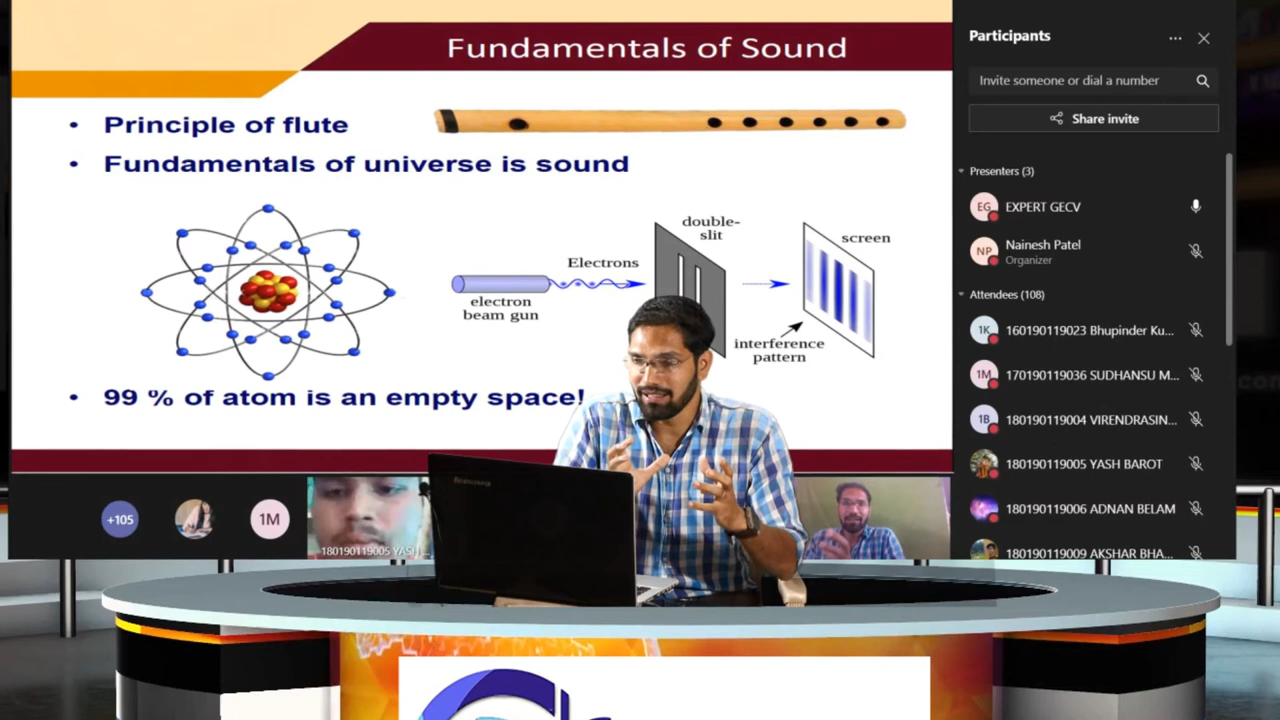 Fundamentals of Sound
• Principle of flute
• Fundamentals of universe is sound
double-
slit
screen
Electrons
electron
beam gun
interference
pattern
• 99 % of atom is an empty space!
+105
1M
180190119005 YASH ...
lenovo
Participants
Invite someone or dial a number
Share invite
Presenters (3)
EG
EXPERT GECV
NP
Nainesh Patel
Organizer
Attendees (108)
1K
160190119023 Bhupinder Ku...
1M
170190119036 SUDHANSU M...
1B
180190119004 VIRENDRASIN...
180190119005 YASH BAROT
180190119006 ADNAN BELAM
180190119009 AKSHAR BHA...